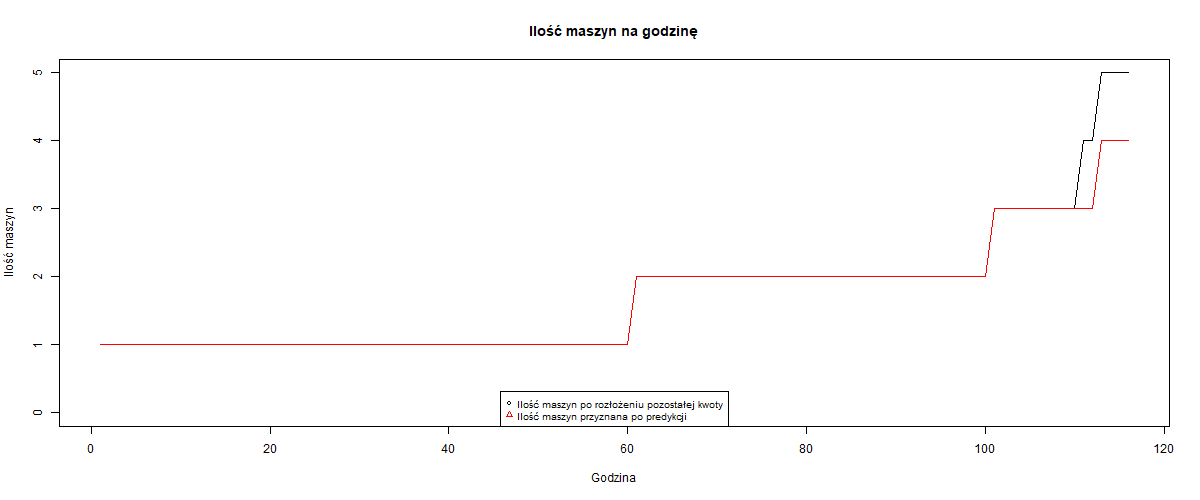 Ilość maszyn na godzinę
Ilość maszyn
5
4
3
2
1
0
Ilość maszyn po rozłożeniu pozostałej kwoty
Ilość maszyn przyznana po predykcji
0 20 40 60 80 100 120
Godzina